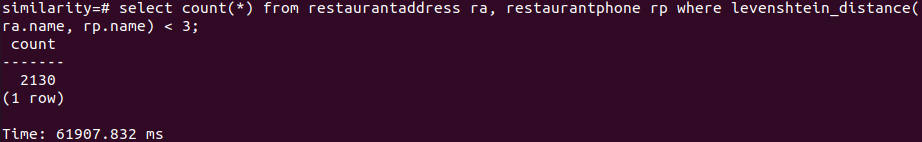 similarity=# select count(*) from restaurantaddress ra, restaurantphone rp where levenshtein_distance(
ra.name, rp.name) < 3;
count
-------
2130
(1 row)
Time: 61907.832 ms